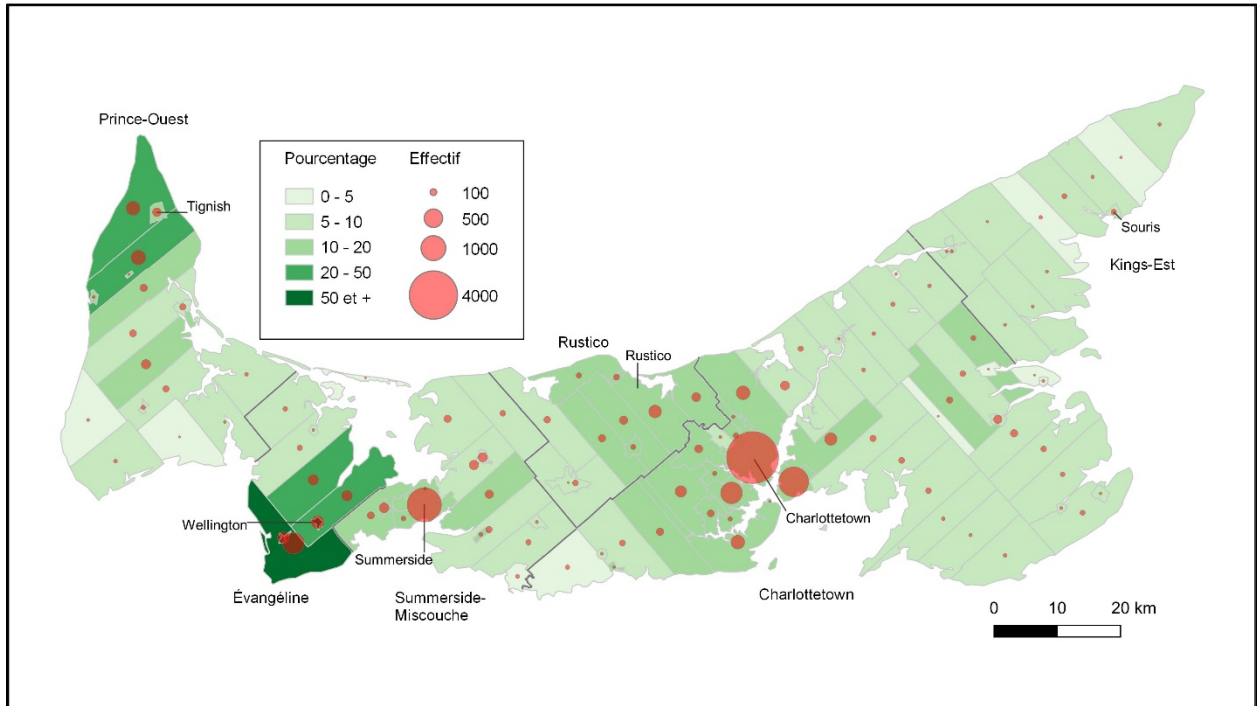 Prince-Ouest
Tignish
Pourcentage
0 - 5
5 - 10
10 - 20
20 - 50
50 et +
Effectif
100
500
1000
4000
Souris
Kings-Est
Rustico
Rustico
Wellington
Summerside
Charlottetown
Évangéline
Summerside-
Miscouche
Charlottetown
0 10 20 km